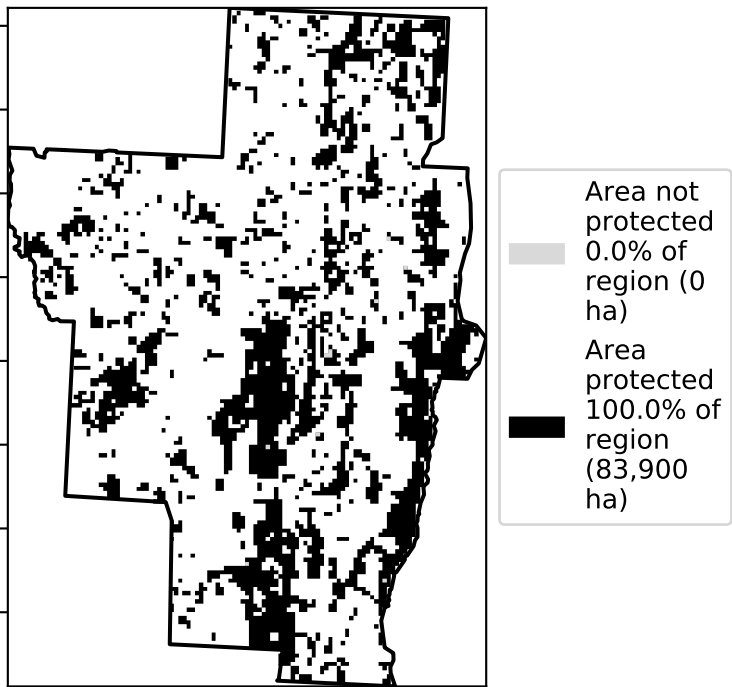 Area not
protected
0.0% of
region (0
ha)
Area
protected
100.0% of
region
(83,900
ha)